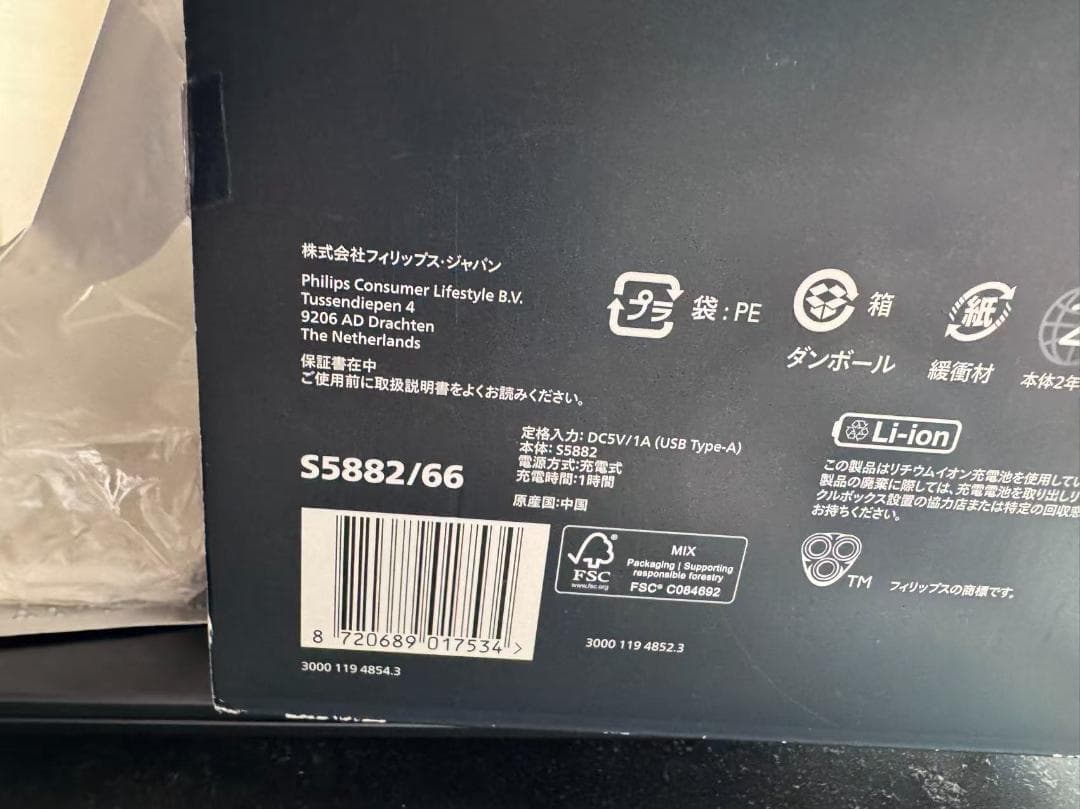 株式会社フィリップス・ジャパン
Philips Consumer Lifestyle B.V.
Tussendiepen 4
9206 AD Drachten
The Netherlands
保証書在中
ご使用前に取扱説明書をよくお読みください。
プラ 袋:PE
箱
ダンボール
紙
緩衝材
2
本体2年
S5882/66
定格入力: DC5V/1A (USB Type-A)
本体: S5882
電源方式:充電式
充電時間:1時間
原産国:中国
Li-ion
この製品はリチウムイオン充電池を使用してい
製品の廃棄に際しては、充電電池を取り出しリ
クルボックス設置の協力店または特定の回収窓
お持ちください。
FSC®
www.fsc.org
MIX
Packaging | Supporting
responsible forestry
FSC® C084692
TM フィリップスの商標です。
8 720689 017534 >
3000 119 4854.3
3000 119 4852.3